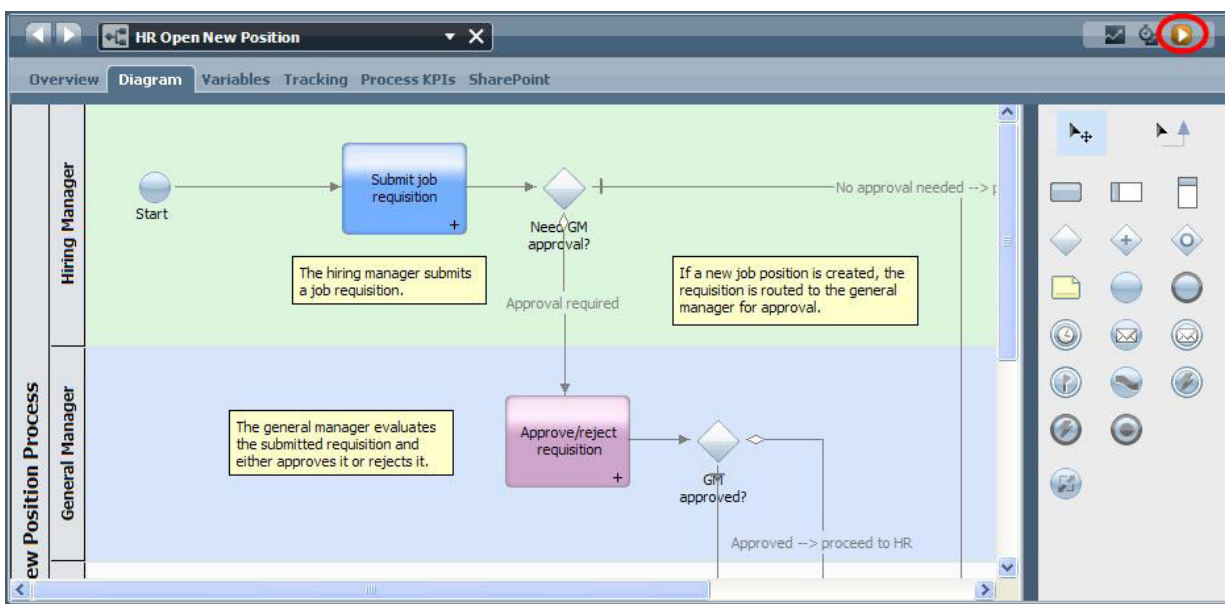 HR Open New Position
Overview Diagram Variables Tracking Process KPIs SharePoint
ew Position Process
Hiring Manager
Start
Submit job
requisition
Need GM
approval?
No approval needed -->
The hiring manager submits
a job requisition.
If a new job position is created, the
requisition is routed to the general
manager for approval.
Approval required
General Manager
The general manager evaluates
the submitted requisition and
either approves it or rejects it.
Approve/reject
requisition
GM
approved?
Approved --> proceed to HR